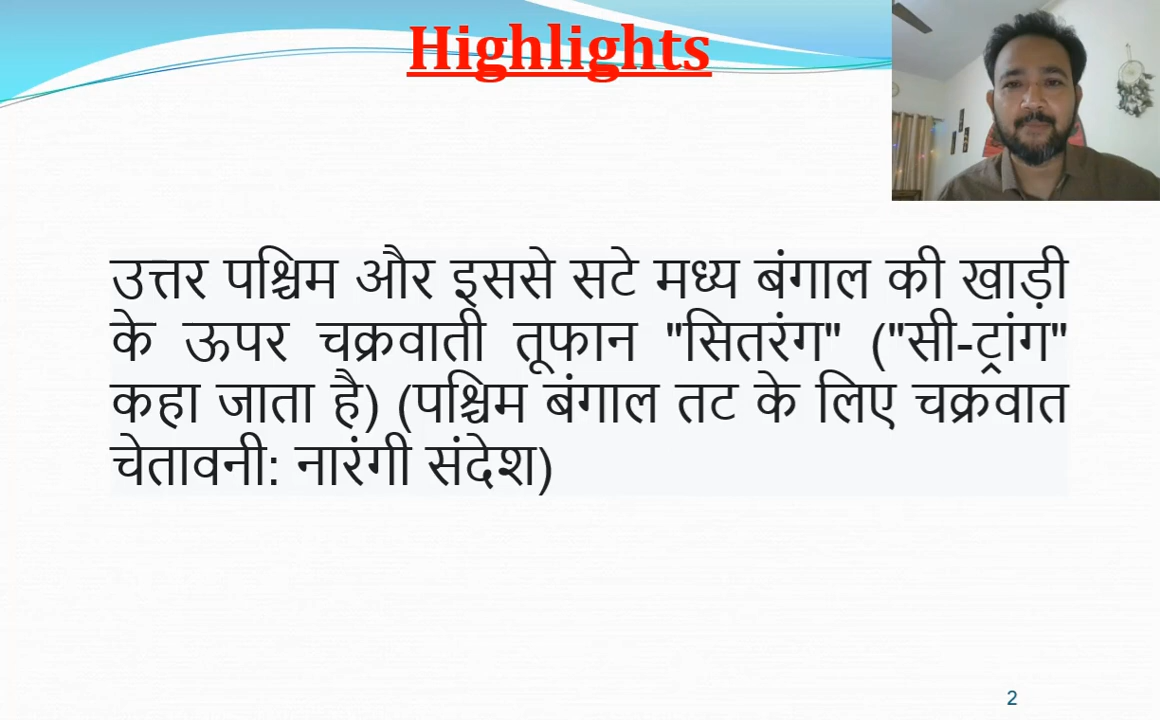 Highlights
उत्तर पश्चिम और इससे सटे मध्य बंगाल की खाड़ी
के ऊपर चक्रवाती तूफान "सितरंग" ("सी-ट्रांग"
कहा जाता है) (पश्चिम बंगाल तट के लिए चक्रवात
चेतावनी: नारंगी संदेश)
2